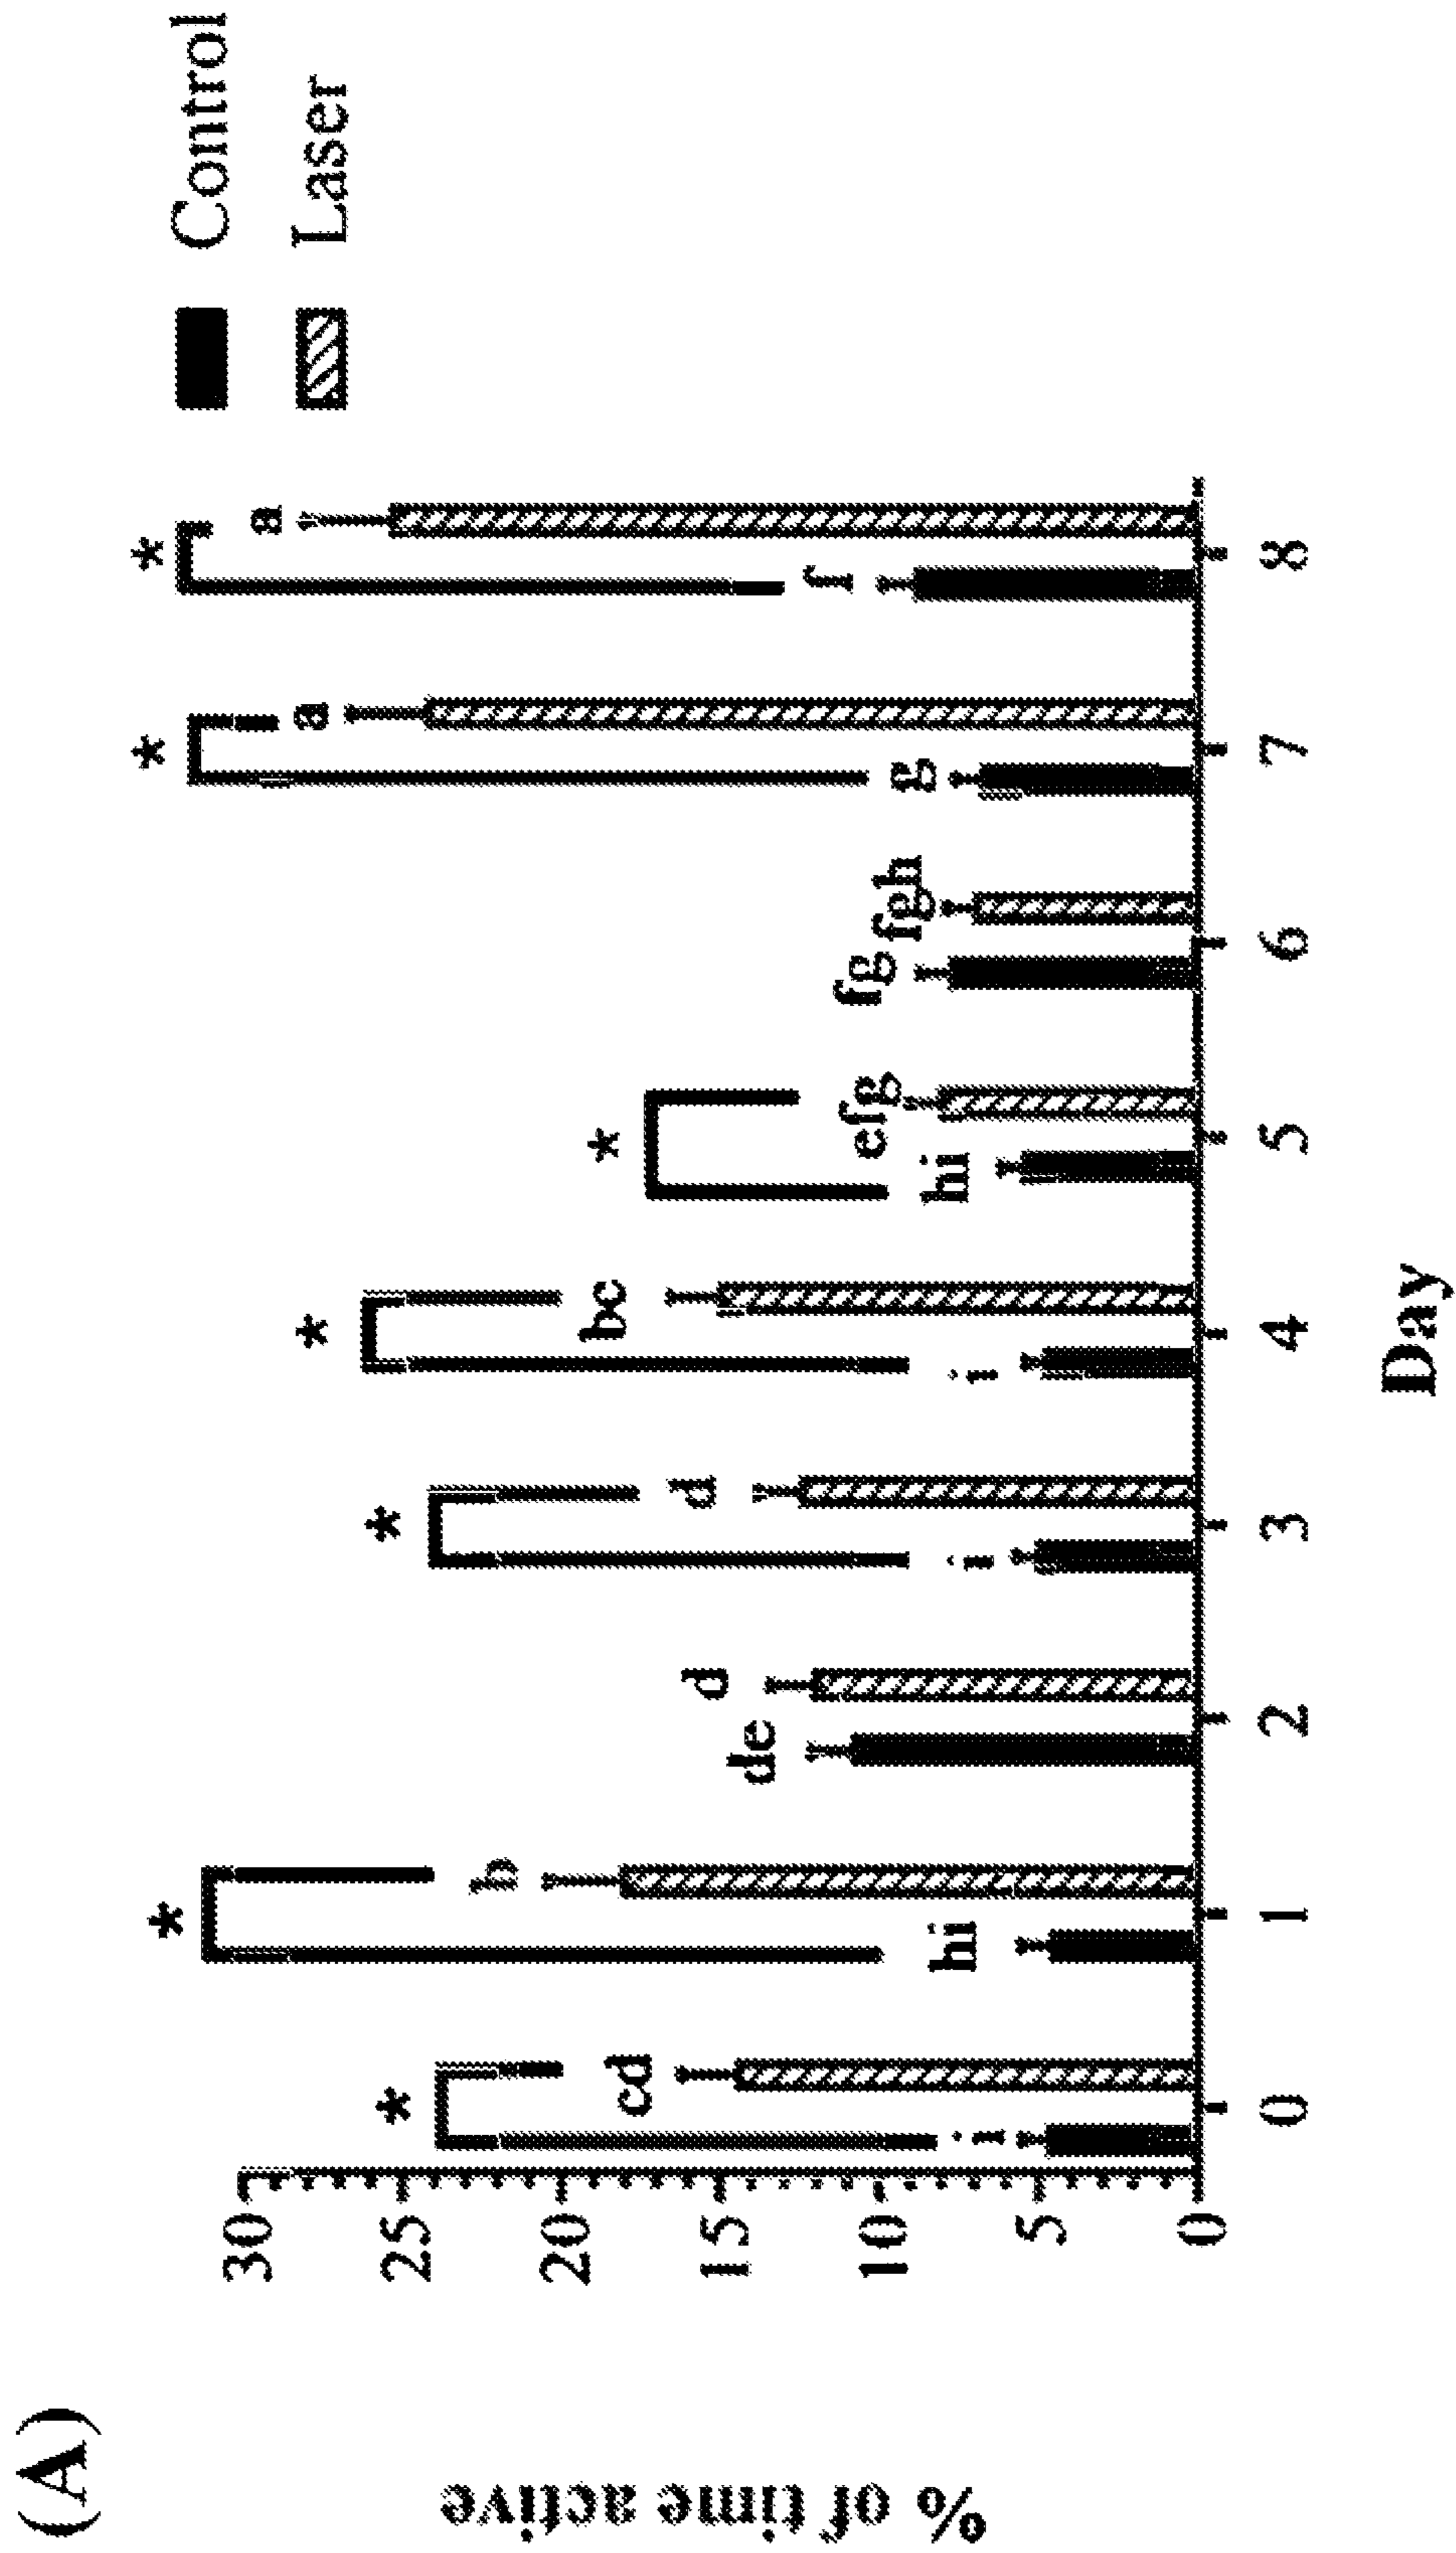 (A)
Control
Laser
% of time active
30
25
20
15
10
5
0
* * * * * * *
i cd hi b de d i d i bc hi efg fg fgh g a f a
0 1 2 3 4 5 6 7 8
Day